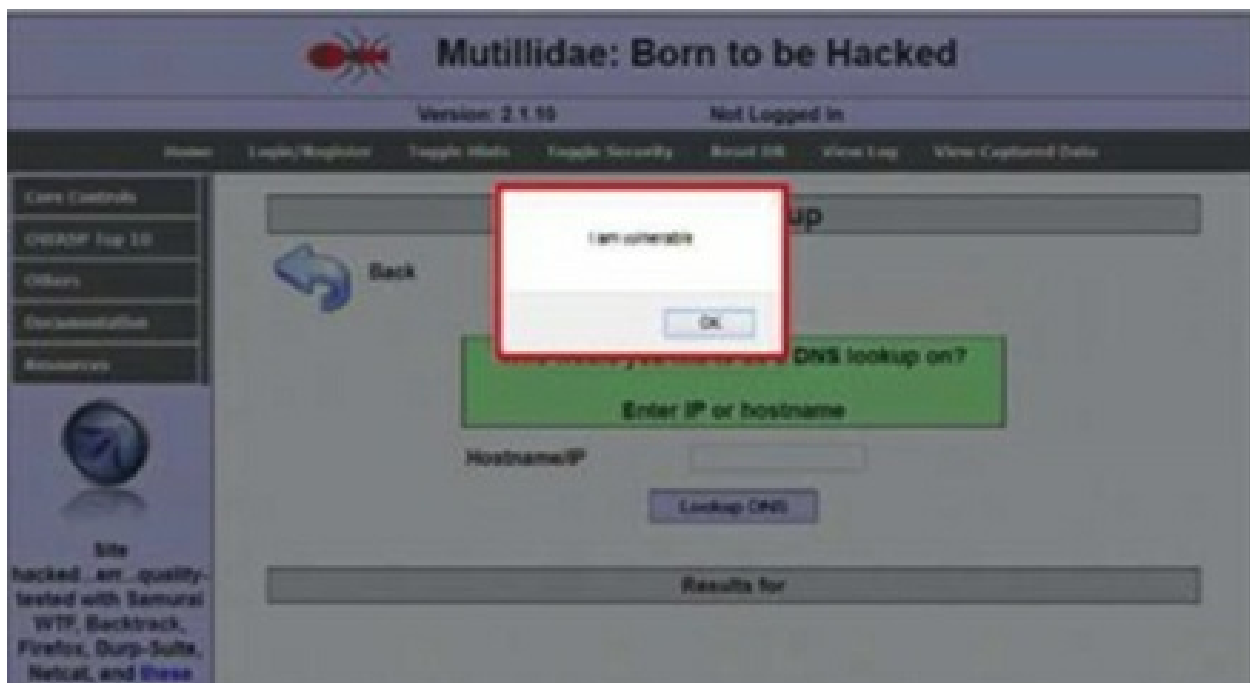 Mutillidae: Born to be Hacked
Version: 2.1.19 Not Logged In
Home Login/Register Toggle Hints Toggle Security Reset DB View Log View Captured Data
Core Controls
OWASP Top 10
Others
Documentation
Resources
up
I am vulnerable
OK
Back
DNS lookup on?
Enter IP or hostname
Hostname/IP
Lookup DNS
Results for
Site
hacked...err...quality-
tested with Samurai
WTF, Backtrack,
Firefox, Burp-Suite,
Netcat, and these